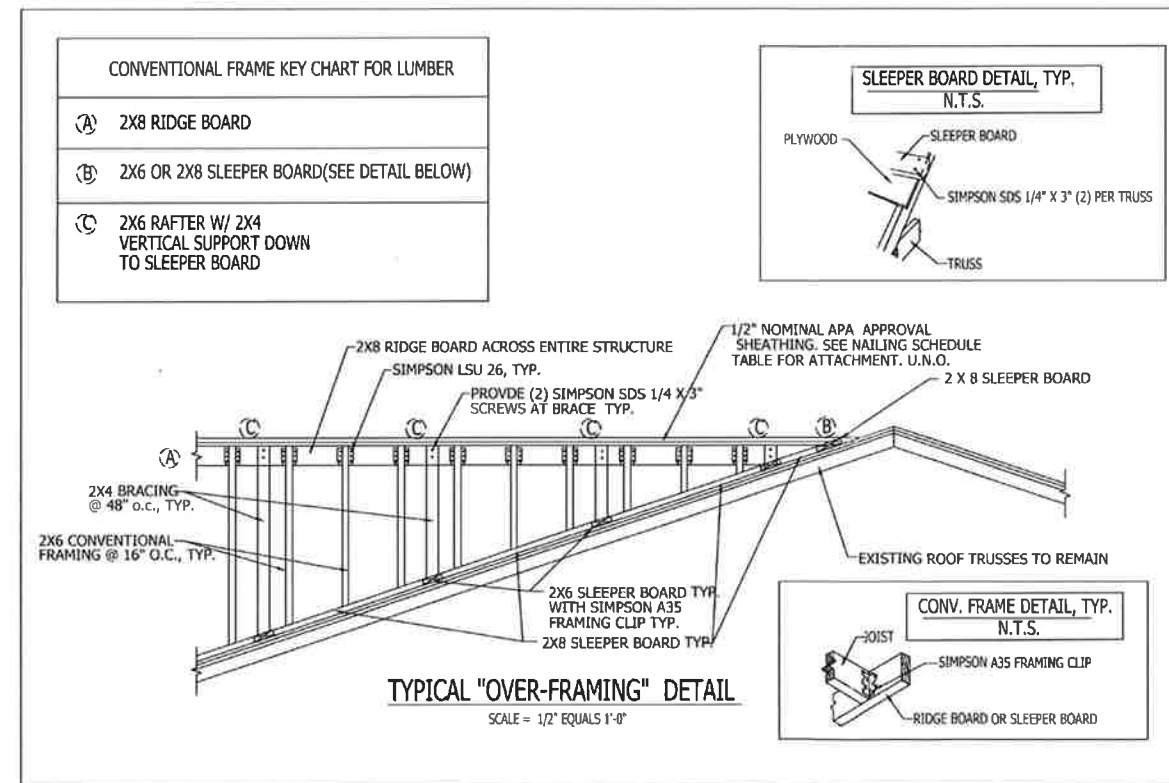 CONVENTIONAL FRAME KEY CHART FOR LUMBER
(A) 2X8 RIDGE BOARD
(B) 2X6 OR 2X8 SLEEPER BOARD(SEE DETAIL BELOW)
(C) 2X6 RAFTER W/ 2X4
VERTICAL SUPPORT DOWN
TO SLEEPER BOARD
SLEEPER BOARD DETAIL, TYP.
N.T.S.
PLYWOOD
SLEEPER BOARD
SIMPSON SDS 1/4" X 3" (2) PER TRUSS
TRUSS
1/2" NOMINAL APA APPROVAL
SHEATHING. SEE NAILING SCHEDULE
TABLE FOR ATTACHMENT. U.N.O.
2X8 RIDGE BOARD ACROSS ENTIRE STRUCTURE
SIMPSON LSU 26, TYP.
PROVDE (2) SIMPSON SDS 1/4 X 3"
SCREWS AT BRACE TYP.
2 X 8 SLEEPER BOARD
(C)
(C)
(C)
(C)
(B)
(A)
2X4 BRACING
@ 48" o.c., TYP.
2X6 CONVENTIONAL
FRAMING @ 16" O.C., TYP.
EXISTING ROOF TRUSSES TO REMAIN
2X6 SLEEPER BOARD TYP.
WITH SIMPSON A35
FRAMING CLIP TYP.
2X8 SLEEPER BOARD TYP.
CONV. FRAME DETAIL, TYP.
N.T.S.
JOIST
SIMPSON A35 FRAMING CLIP
RIDGE BOARD OR SLEEPER BOARD
TYPICAL "OVER-FRAMING" DETAIL
SCALE = 1/2" EQUALS 1'-0"